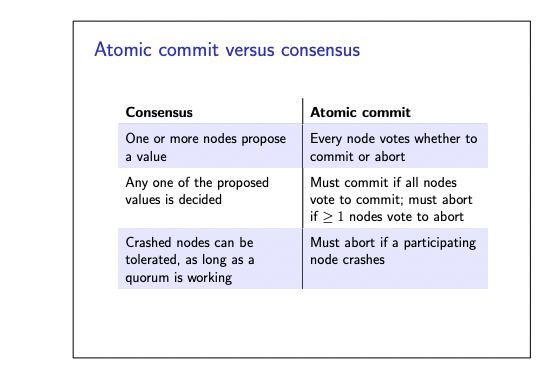 Atomic commit versus consensus
Consensus
Atomic commit
One or more nodes propose
a value
Every node votes whether to
commit or abort
Any one of the proposed
values is decided
Must commit if all nodes
vote to commit; must abort
if ≥ 1 nodes vote to abort
Crashed nodes can be
tolerated, as long as a
quorum is working
Must abort if a participating
node crashes